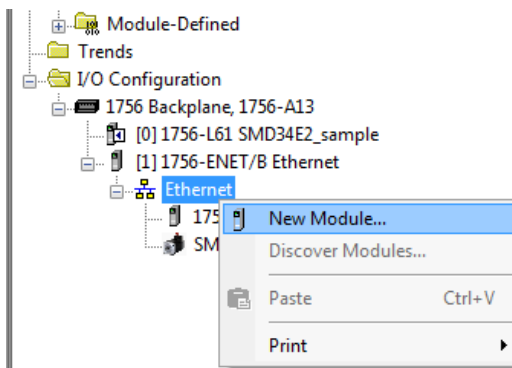 Module-Defined
Trends
I/O Configuration
1756 Backplane, 1756-A13
[0] 1756-L61 SMD34E2_sample
[1] 1756-ENET/B Ethernet
Ethernet
175
New Module...
SM
Discover Modules...
Paste Ctrl+V
Print